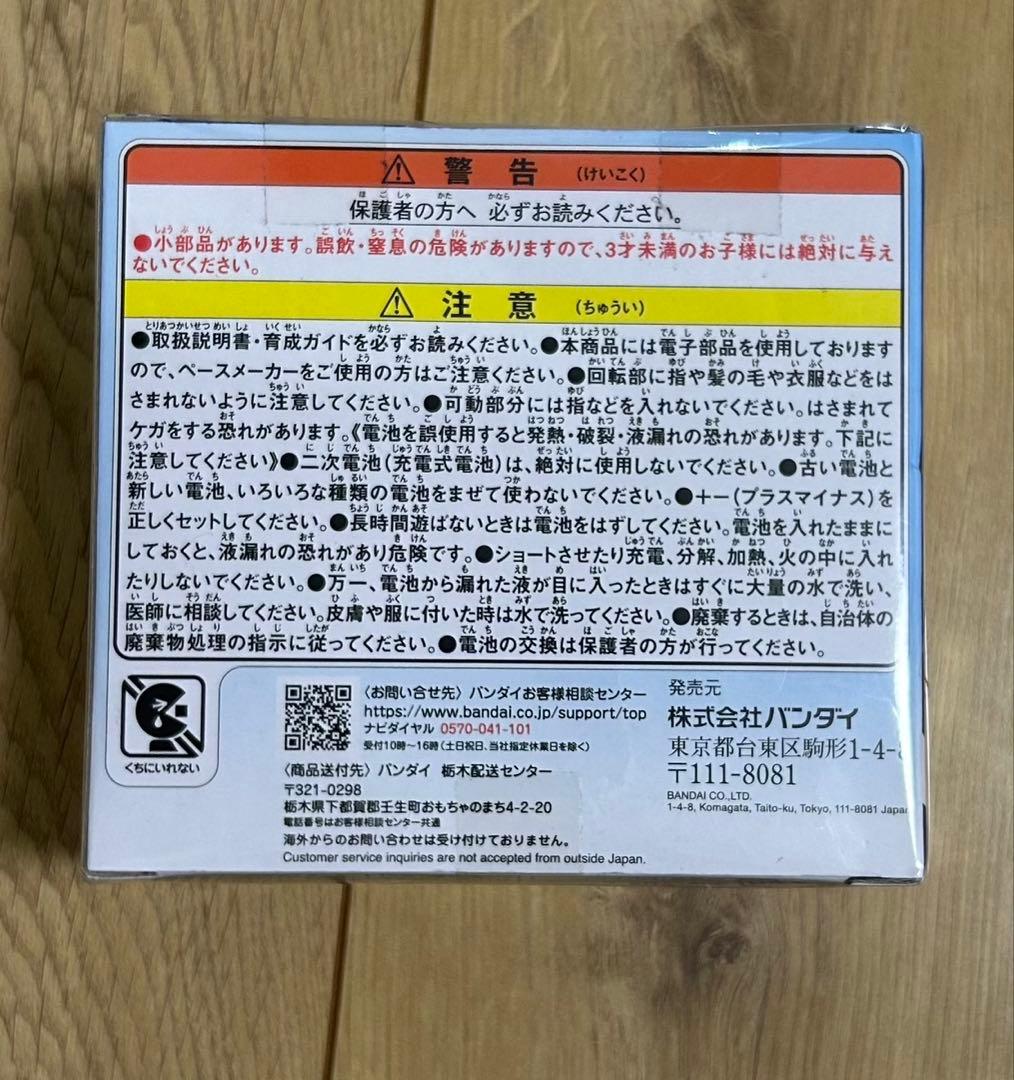 警告（けいこく）
保護者の方へ 必ずお読みください。
●小部品があります。誤飲・窒息の危険がありますので、3才未満のお子様には絶対に与え
ないでください。
注意（ちゅうい）
●取扱説明書・育成ガイドを必ずお読みください。●本商品には電子部品を使用しております
ので、ペースメーカーをご使用の方はご注意ください。●回転部に指や髪の毛や衣服などをは
さまれないように注意してください。●可動部分には指などを入れないでください。はさまれて
ケガをする恐れがあります。《電池を誤使用すると発熱・破裂・液漏れの恐れがあります。下記に
注意してください》●二次電池（充電式電池）は、絶対に使用しないでください。●古い電池と
新しい電池、いろいろな種類の電池をまぜて使わないでください。●＋－（プラスマイナス）を
正しくセットしてください。●長時間遊ばないときは電池をはずしてください。電池を入れたままに
しておくと、液漏れの恐れがあり危険です。●ショートさせたり充電、分解、加熱、火の中に入れ
たりしないでください。●万一、電池から漏れた液が目に入ったときはすぐに大量の水で洗い、
医師に相談してください。皮膚や服に付いた時は水で洗ってください。●廃棄するときは、自治体の
廃棄物処理の指示に従ってください。●電池の交換は保護者の方が行ってください。
くちにいれない
〈お問い合せ先〉バンダイお客様相談センター
https://www.bandai.co.jp/support/top
ナビダイヤル 0570-041-101
受付10時～16時（土日祝日、当社指定休業日を除く）
〈商品送付先〉バンダイ 栃木配送センター
〒321-0298
栃木県下都賀郡壬生町おもちゃのまち4-2-20
電話番号はお客様相談センター共通
海外からのお問い合わせは受け付けておりません。
Customer service inquiries are not accepted from outside Japan.
発売元
株式会社バンダイ
東京都台東区駒形1-4-8
〒111-8081
BANDAI CO.,LTD.
1-4-8, Komagata, Taito-ku, Tokyo, 111-8081 Japan